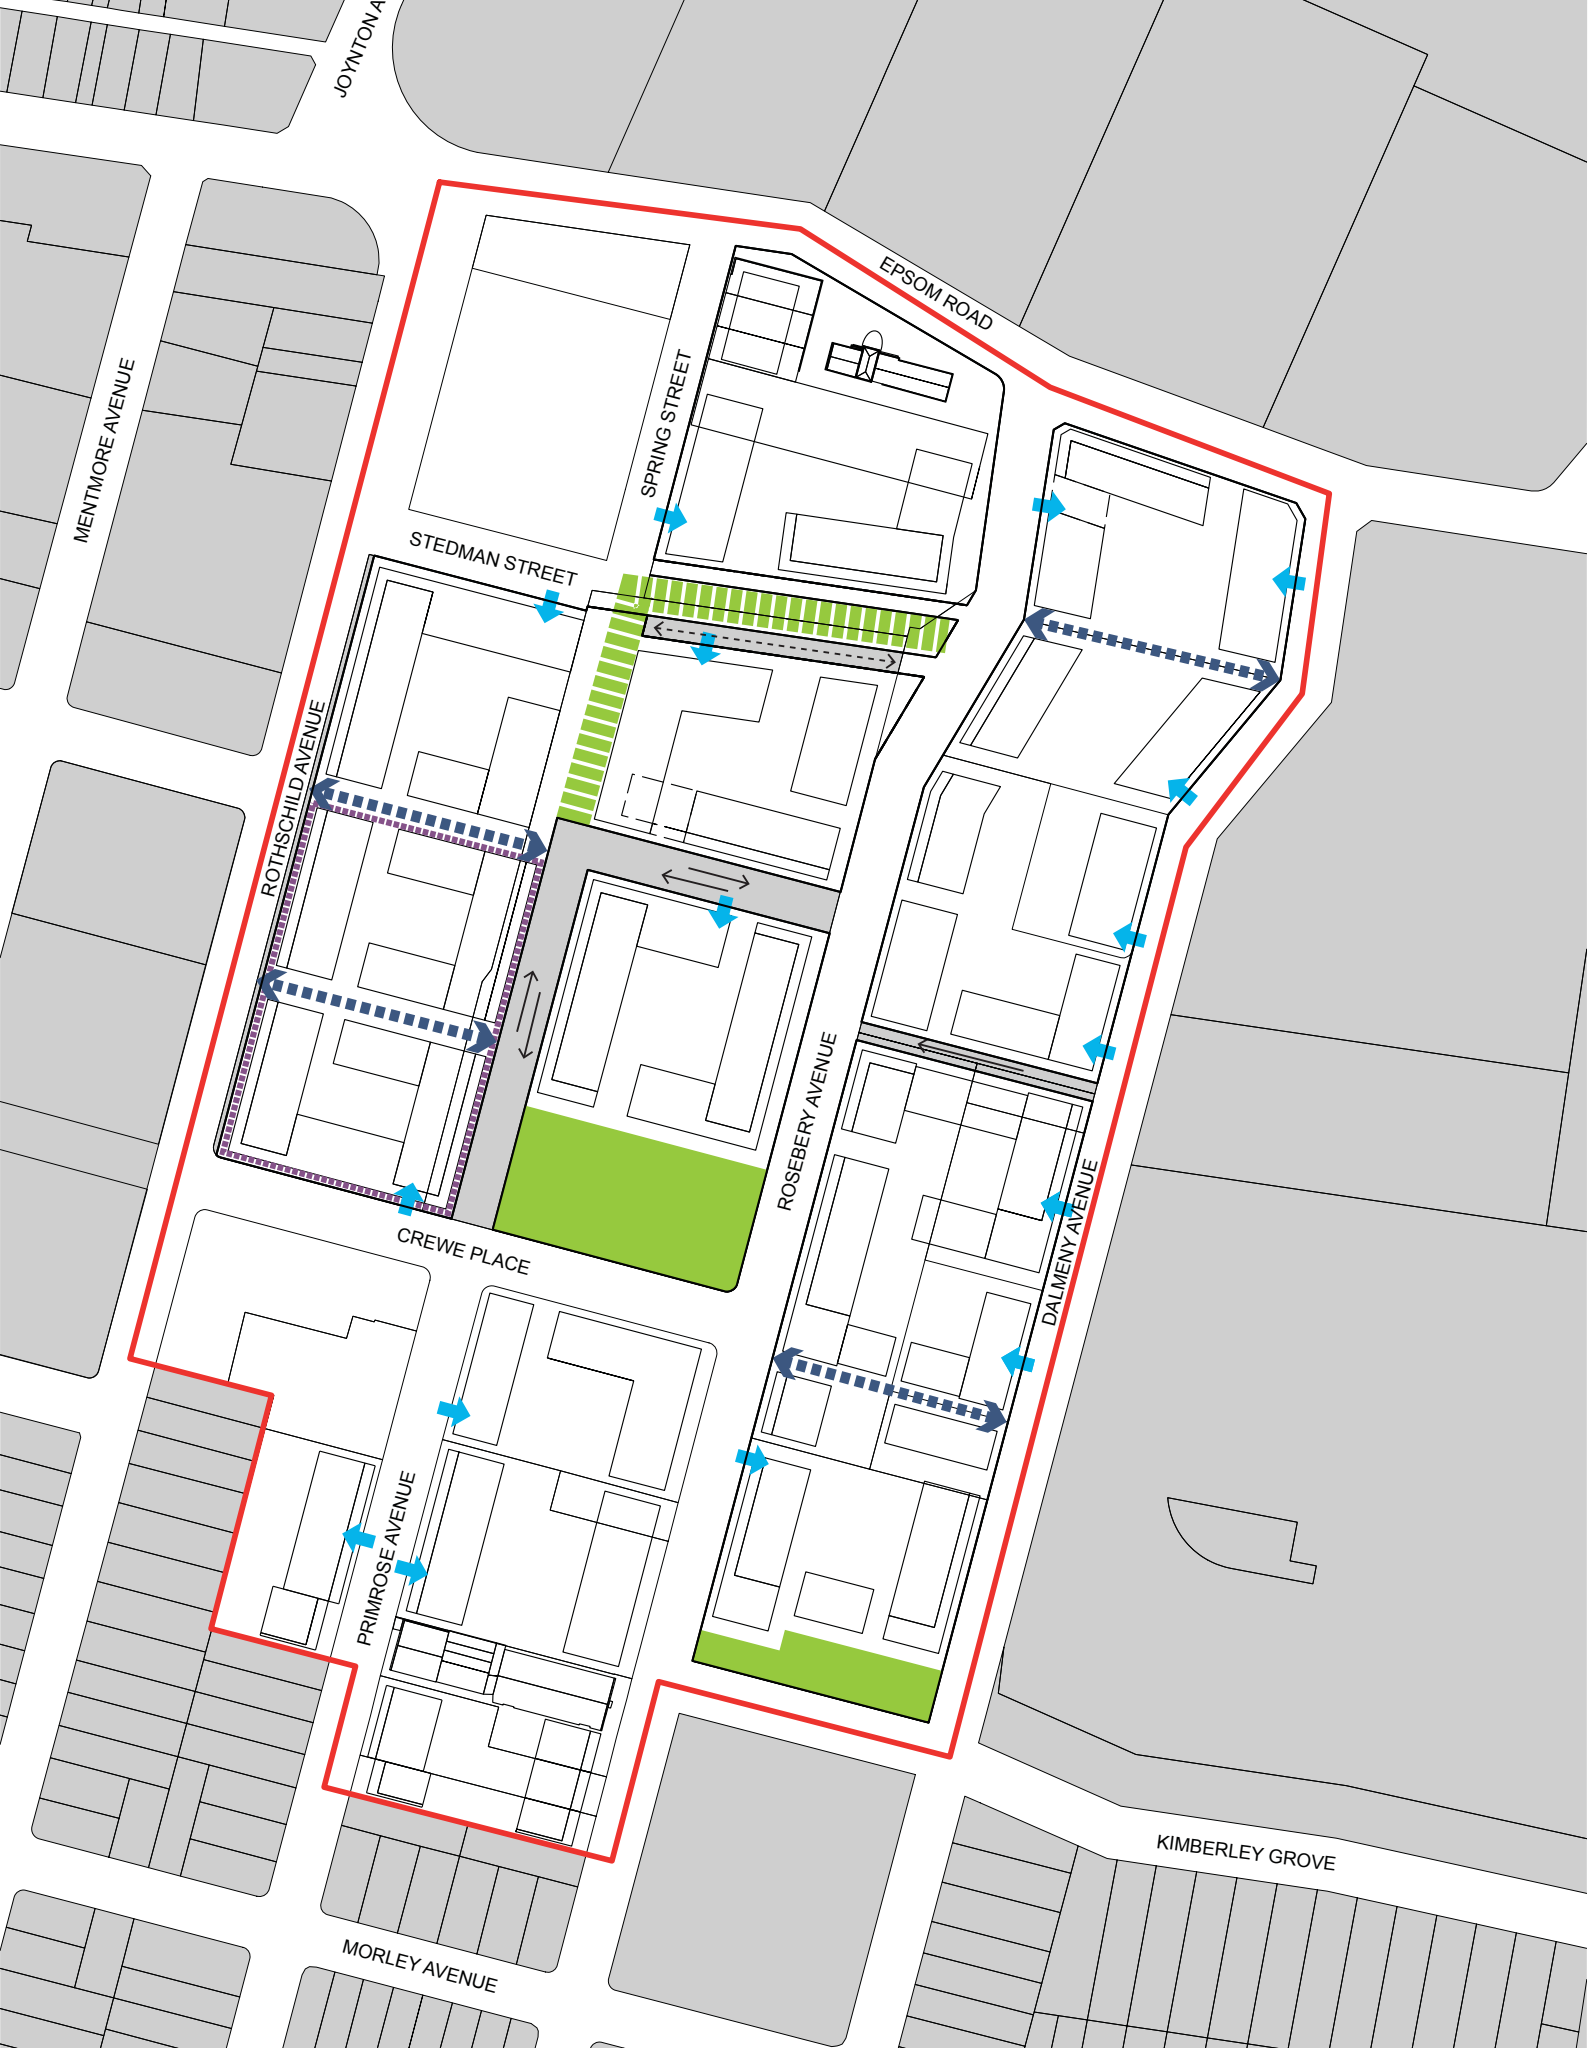 JOYNTON A
EPSOM ROAD
MENTMORE AVENUE
SPRING STREET
STEDMAN STREET
ROTHSCHILD AVENUE
ROSEBERY AVENUE
CREWE PLACE
DALMENY AVENUE
PRIMROSE AVENUE
KIMBERLEY GROVE
MORLEY AVENUE